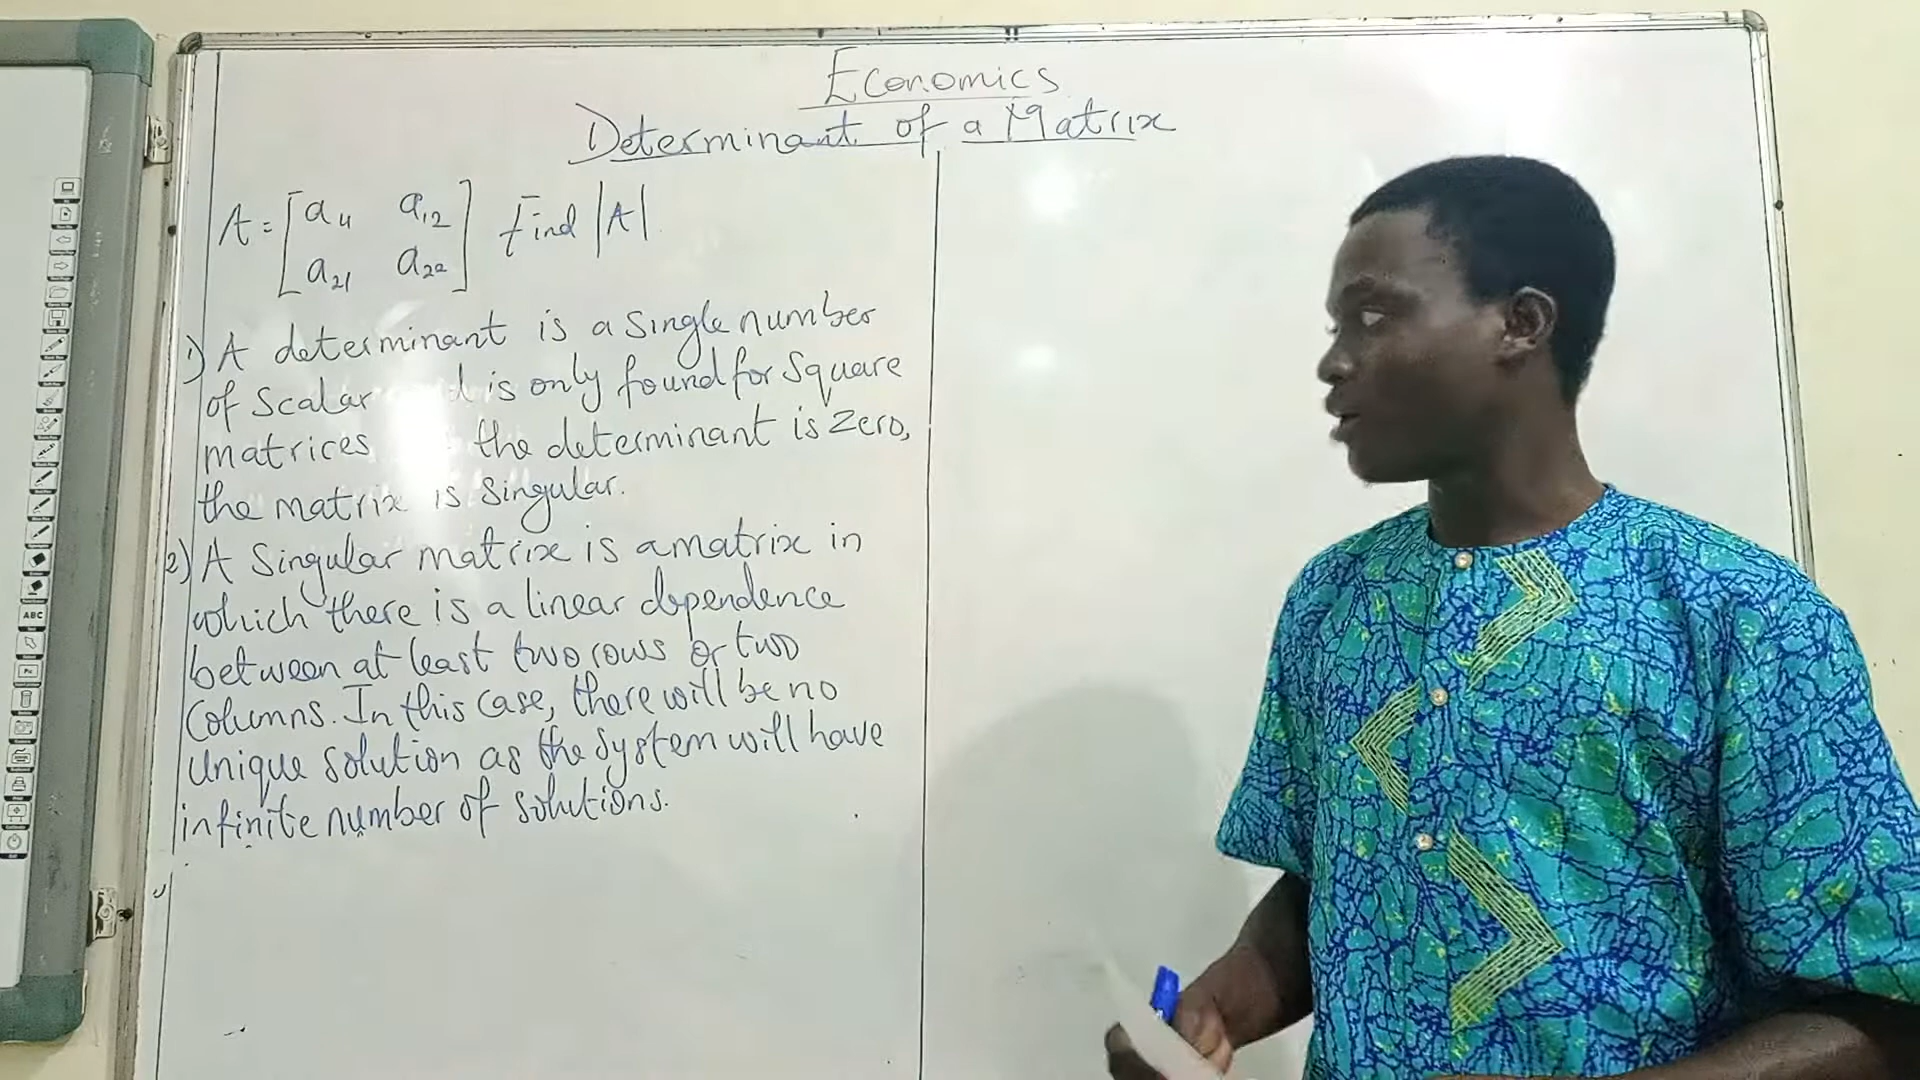 Economics
Determinant of a Matrix
A = [a11 a12
a21 a22] Find |A|.
1) A determinant is a single number
of Scalar is only found for Square
matrices the determinant is Zero,
the matrix is Singular.
2) A Singular matrix is a matrix in
which there is a linear dependence
between at least two rows or two
Columns. In this case, there will be no
unique solution as the system will have
infinite number of solutions.
ABC